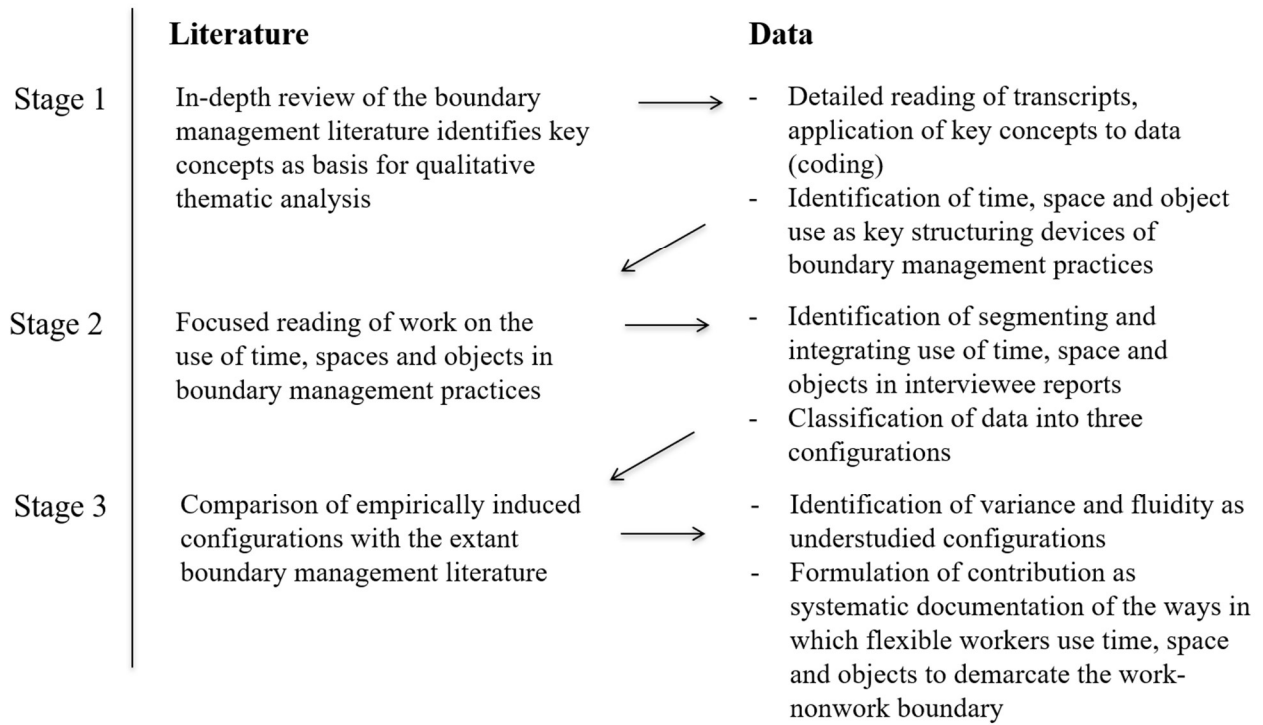 Literature
Data
Stage 1
In-depth review of the boundary
management literature identifies key
concepts as basis for qualitative
thematic analysis
- Detailed reading of transcripts,
application of key concepts to data
(coding)
- Identification of time, space and object
use as key structuring devices of
boundary management practices
Stage 2
Focused reading of work on the
use of time, spaces and objects in
boundary management practices
- Identification of segmenting and
integrating use of time, space and
objects in interviewee reports
- Classification of data into three
configurations
Stage 3
Comparison of empirically induced
configurations with the extant
boundary management literature
- Identification of variance and fluidity as
understudied configurations
- Formulation of contribution as
systematic documentation of the ways in
which flexible workers use time, space
and objects to demarcate the work-
nonwork boundary